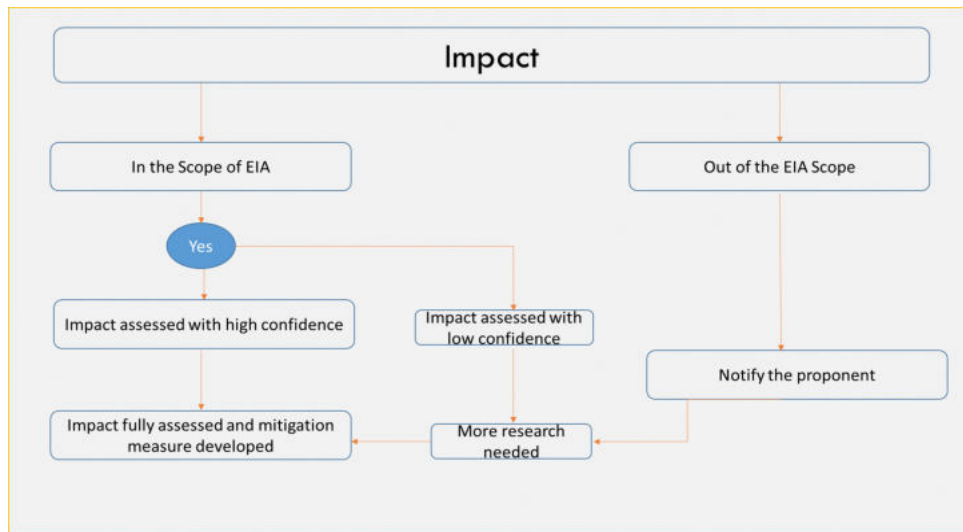 Impact
In the Scope of EIA
Out of the EIA Scope
Yes
Impact assessed with high confidence
Impact assessed with
low confidence
Notify the proponent
Impact fully assessed and mitigation
measure developed
More research
needed